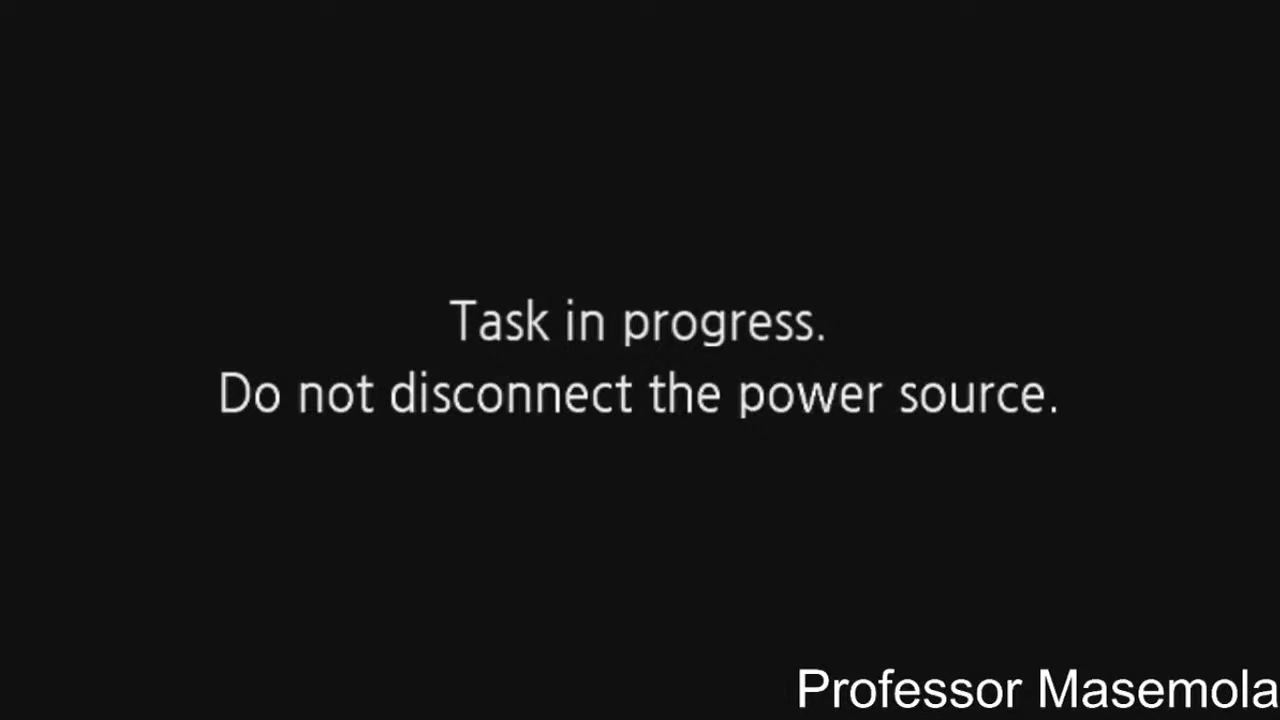 Task in progress.
Do not disconnect the power source.
Professor Masemola